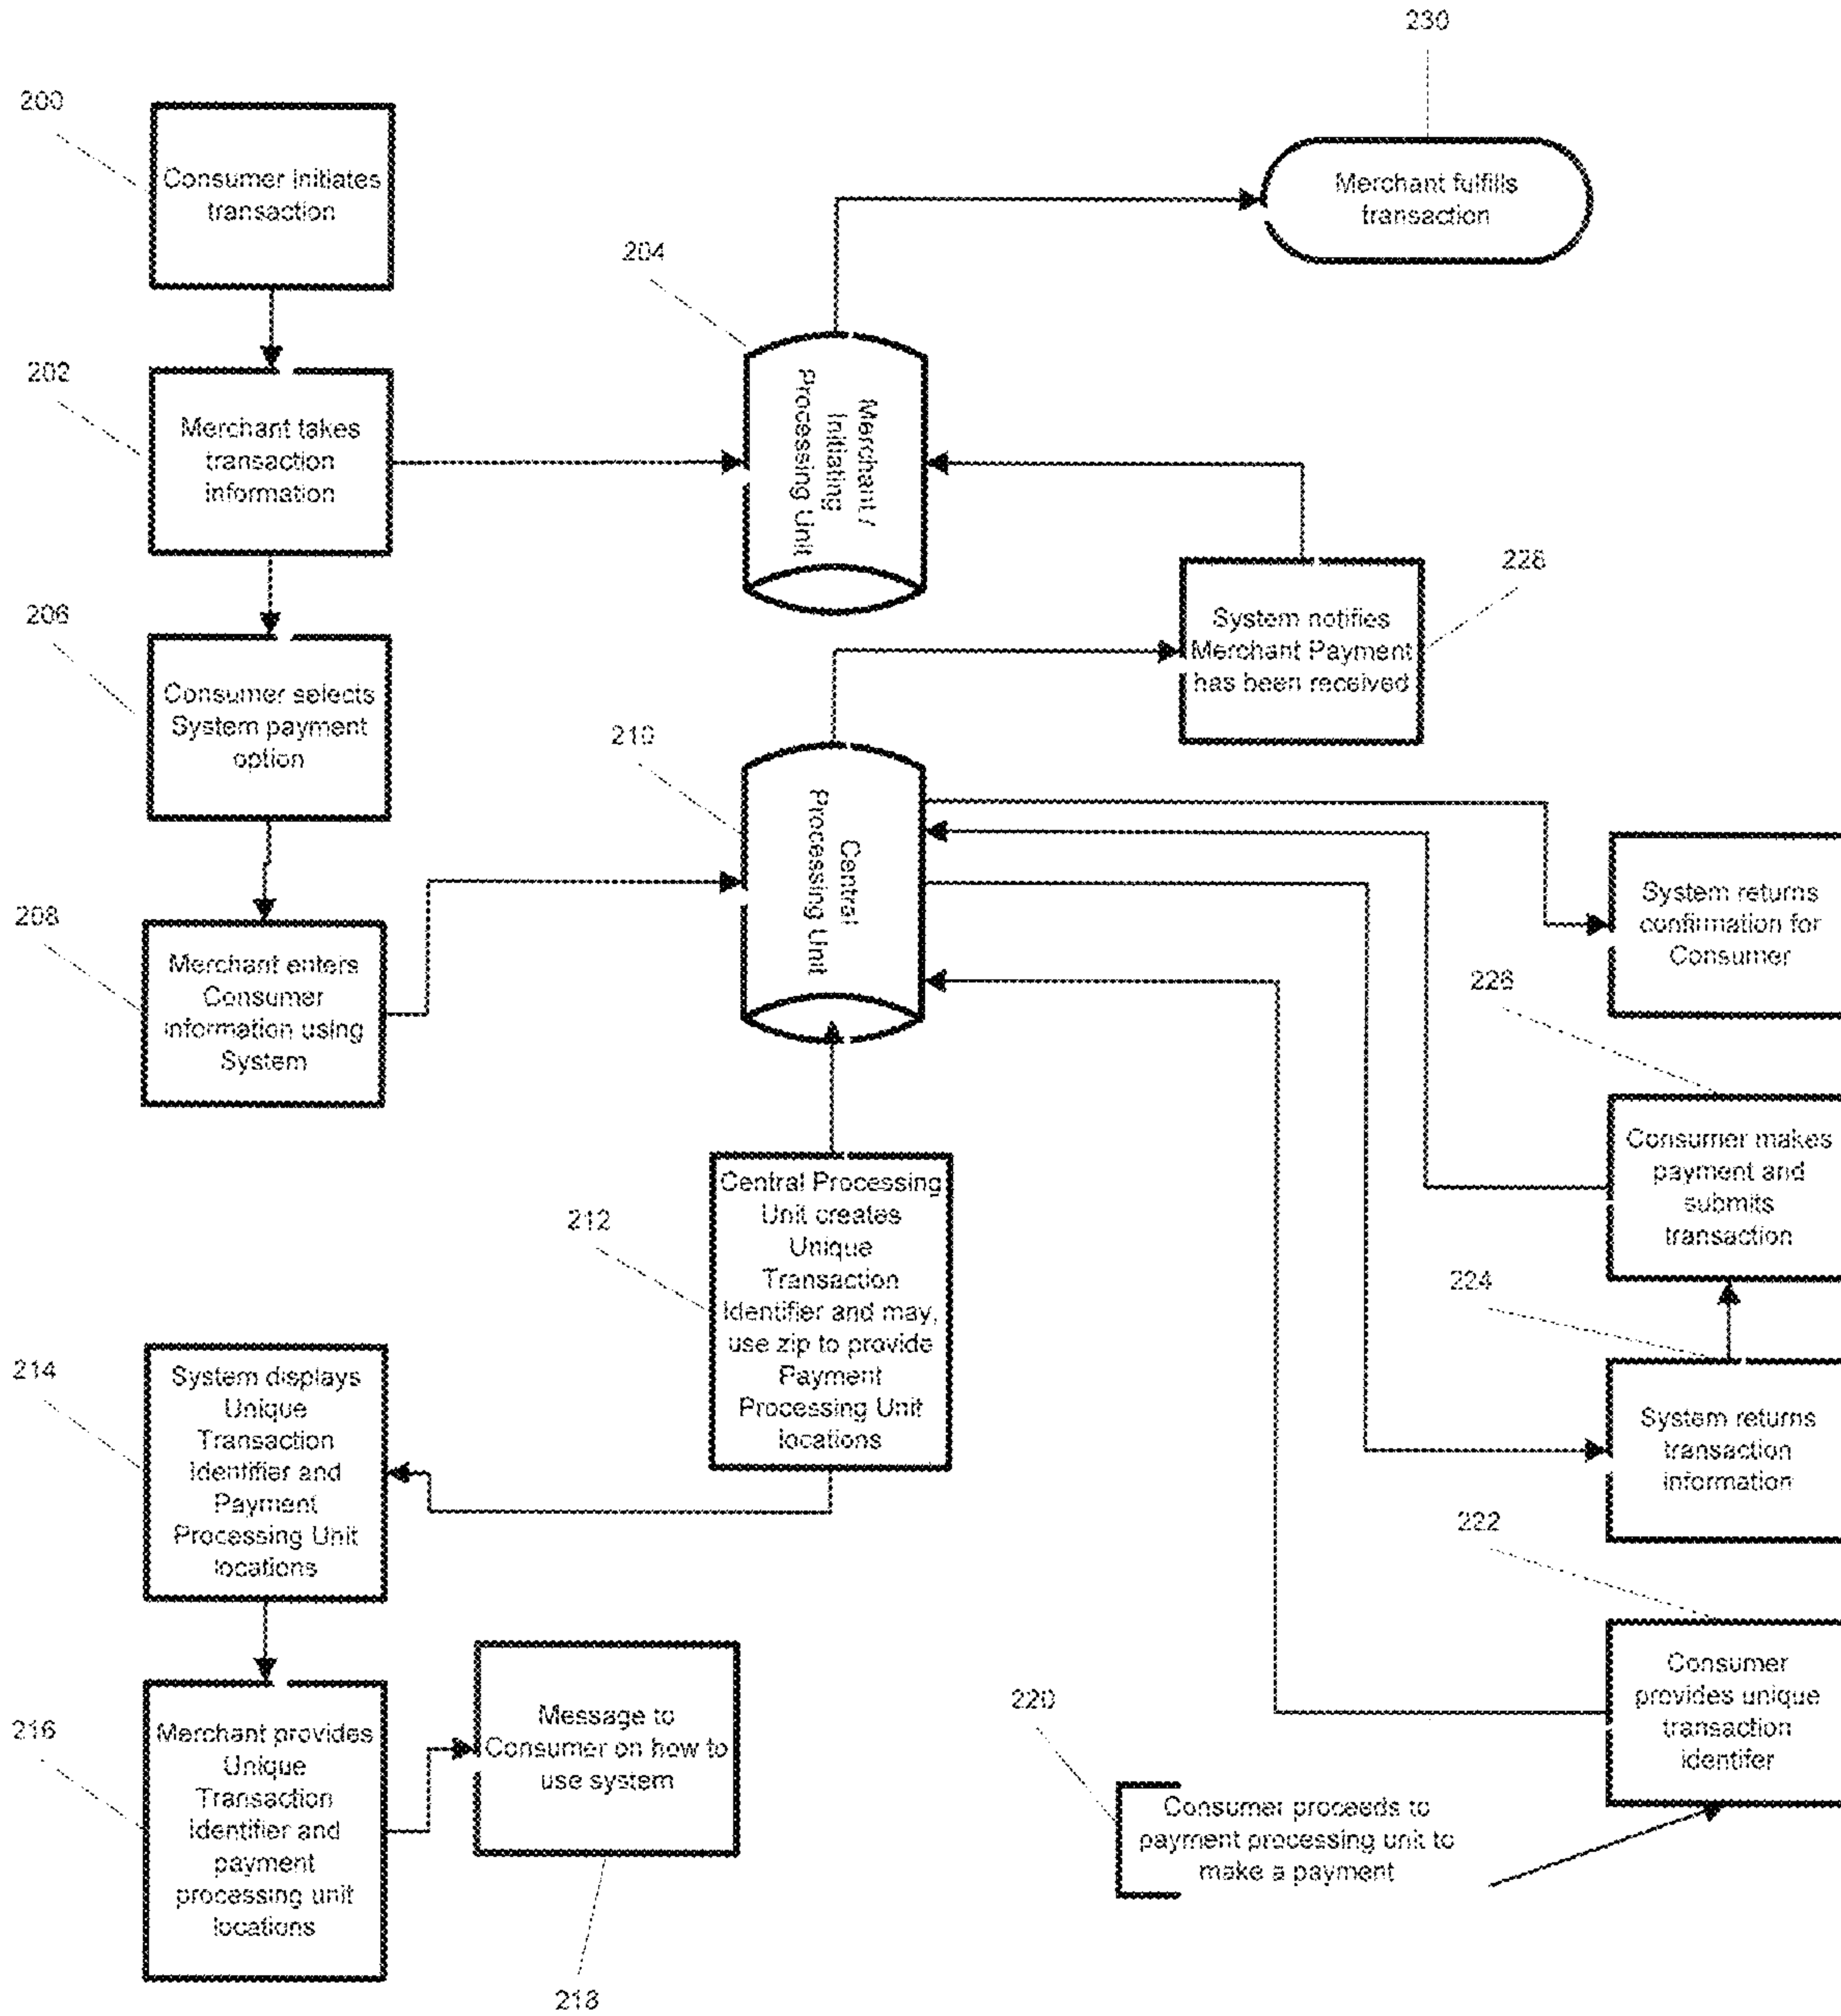 230
200
Consumer initiates
transaction
Merchant fulfills
transaction
204
202
Merchant takes
transaction
information
Merchant /
Initiating
Processing Unit
228
System notifies
Merchant Payment
has been received
206
Consumer selects
System payment
option
210
Central
Processing Unit
System returns
confirmation for
Consumer
208
Merchant enters
Consumer
information using
System
226
Consumer makes
payment and
submits
transaction
212
Central Processing
Unit creates
Unique
Transaction
Identifier and may,
use zip to provide
Payment
Processing Unit
locations
224
System returns
transaction
information
214
System displays
Unique
Transaction
Identifier and
Payment
Processing Unit
locations
222
Consumer
provides unique
transaction
identifer
216
Merchant provides
Unique
Transaction
Identifier and
payment
processing unit
locations
Message to
Consumer on how to
use system
218
220
Consumer proceeds to
payment processing unit to
make a payment